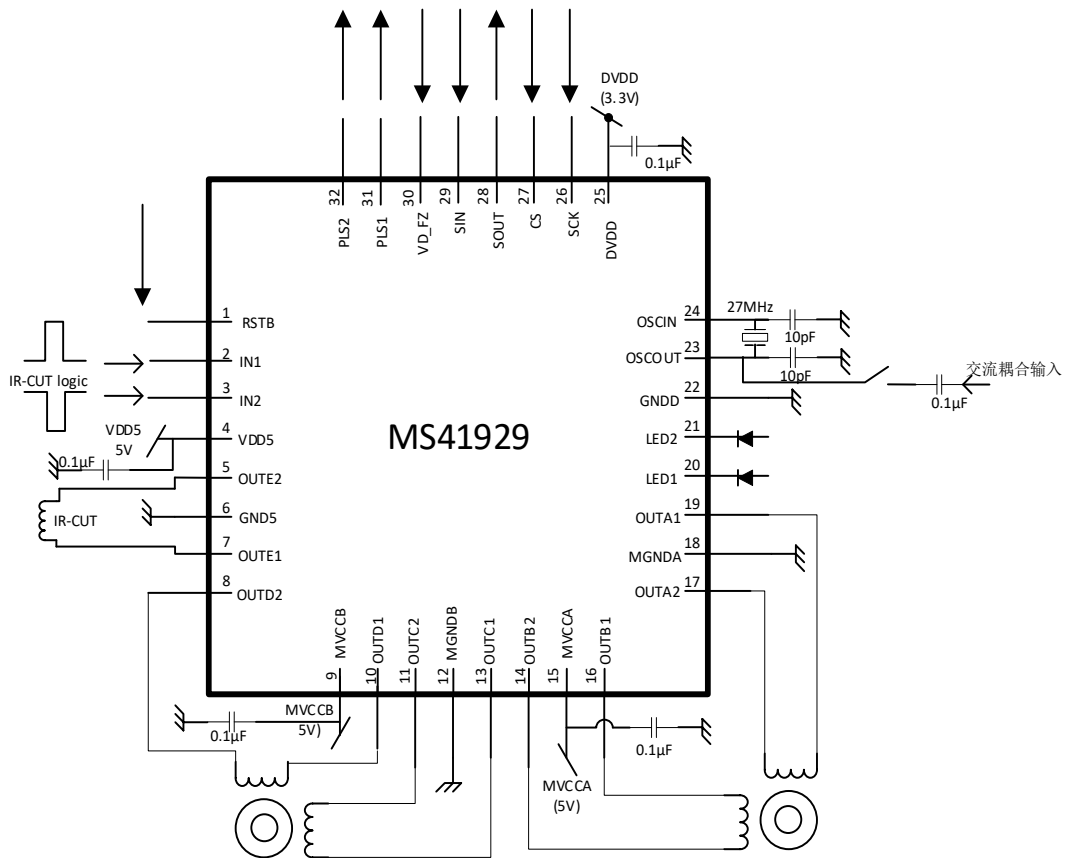 DVDD
(3.3V)
0.1µF
32
31
30
29
28
27
26
25
PLS2
PLS1
VD_FZ
SIN
SOUT
CS
SCK
DVDD
1
RSTB
2
IN1
IR-CUT logic
3
IN2
VDD5
5V
4
VDD5
0.1µF
5
OUTE2
IR-CUT
6
GND5
7
OUTE1
8
OUTD2
MS41929
27MHz
24
OSCIN
10pF
23
OSCOUT
10pF
交流耦合输入
0.1µF
22
GNDD
21
LED2
20
LED1
19
OUTA1
18
MGNDA
17
OUTA2
MVCCB
OUTD1
OUTC2
MGNDB
OUTC1
OUTB2
MVCCA
OUTB1
9
10
11
12
13
14
15
16
MVCCB
5V)
0.1µF
0.1µF
MVCCA
(5V)